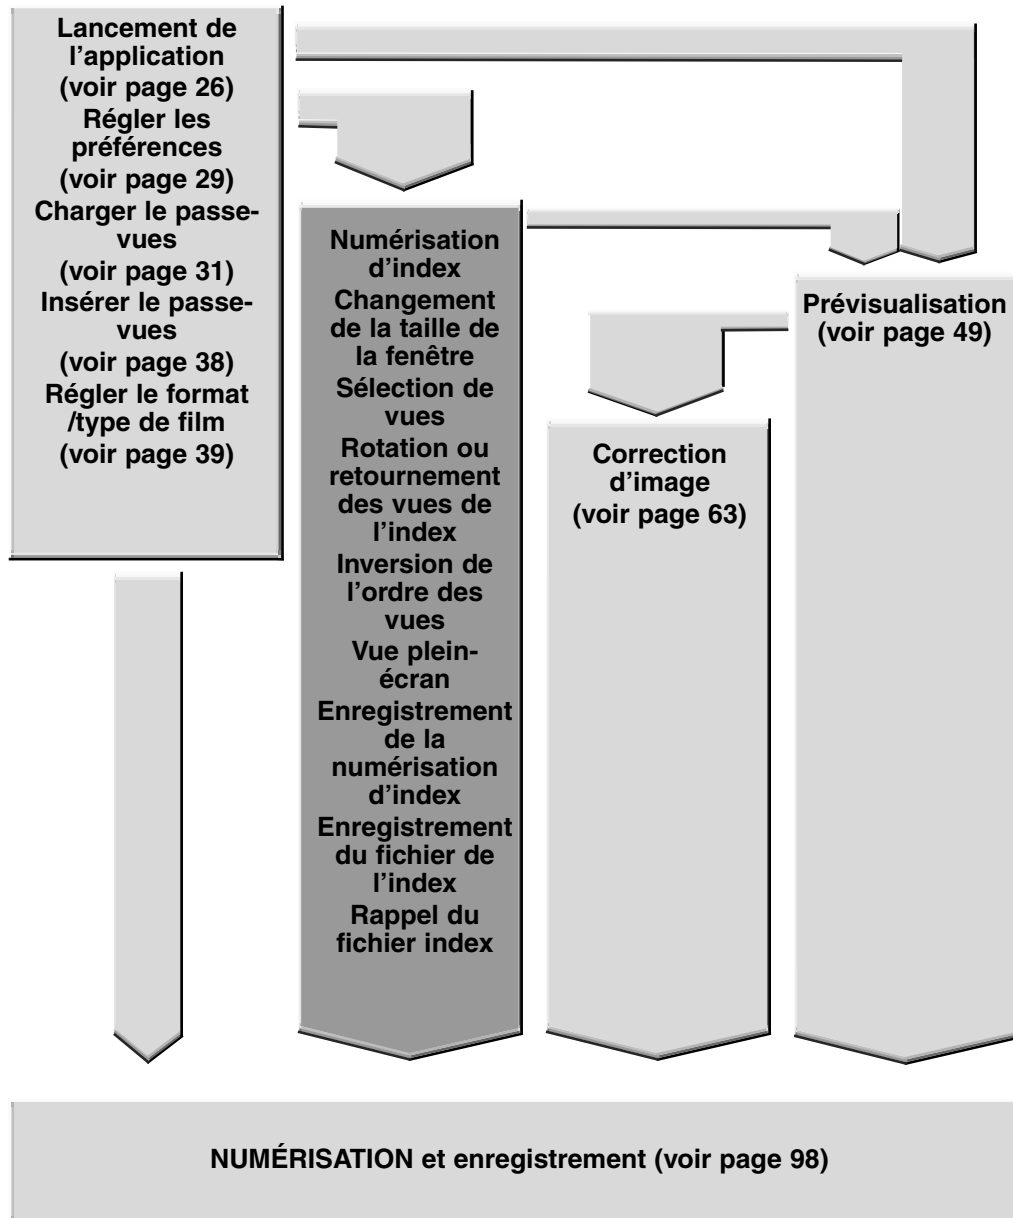 Lancement de
l'application
(voir page 26)
Régler les
préférences
(voir page 29)
Charger le passe-
vues
(voir page 31)
Insérer le passe-
vues
(voir page 38)
Régler le format
/type de film
(voir page 39)
Numérisation
d'index
Changement
de la taille de
la fenêtre
Sélection de
vues
Rotation ou
retournement
des vues de
l'index
Inversion de
l'ordre des
vues
Vue plein-
écran
Enregistrement
de la
numérisation
d'index
Enregistrement
du fichier de
l'index
Rappel du
fichier index
Correction
d'image
(voir page 63)
Prévisualisation
(voir page 49)
NUMÉRISATION et enregistrement (voir page 98)